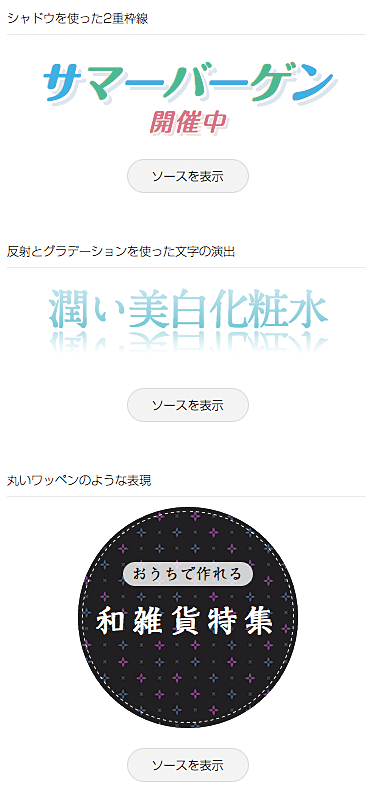 シャドウを使った2重枠線
サマーバーゲン
開催中
ソースを表示
反射とグラデーションを使った文字の演出
潤い美白化粧水
ソースを表示
丸いワッペンのような表現
おうちで作れる
和雑貨特集
ソースを表示